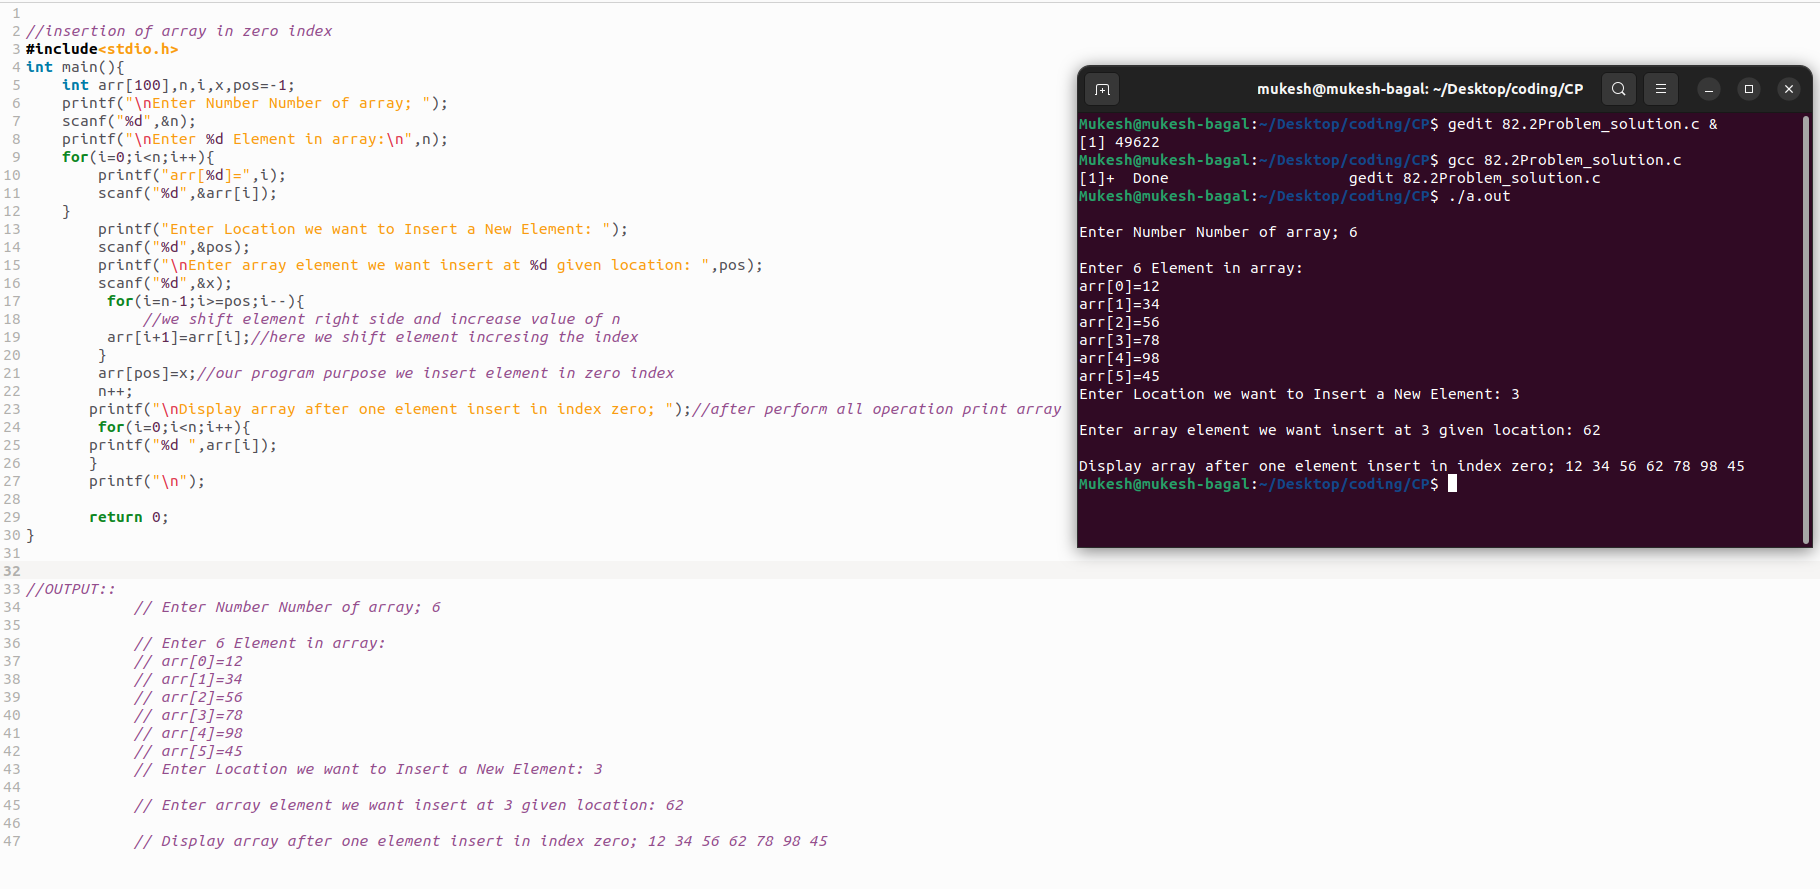 1
2 //insertion of array in zero index
3 #include<stdio.h>
4 int main(){
5     int arr[100],n,i,x,pos=-1;
6     printf("\nEnter Number Number of array; ");
7     scanf("%d",&n);
8     printf("\nEnter %d Element in array:\n",n);
9     for(i=0;i<n;i++){
10         printf("arr[%d]=",i);
11         scanf("%d",&arr[i]);
12     }
13         printf("Enter Location we want to Insert a New Element: ");
14         scanf("%d",&pos);
15         printf("\nEnter array element we want insert at %d given location: ",pos);
16         scanf("%d",&x);
17          for(i=n-1;i>=pos;i--){
18              //we shift element right side and increase value of n
19          arr[i+1]=arr[i];//here we shift element incresing the index
20         }
21         arr[pos]=x;//our program purpose we insert element in zero index
22         n++;
23        printf("\nDisplay array after one element insert in index zero; ");//after perform all operation print array
24         for(i=0;i<n;i++){
25        printf("%d ",arr[i]);
26        }
27        printf("\n");
28
29        return 0;
30 }
31
32
33 //OUTPUT::
34             // Enter Number Number of array; 6
35
36             // Enter 6 Element in array:
37             // arr[0]=12
38             // arr[1]=34
39             // arr[2]=56
40             // arr[3]=78
41             // arr[4]=98
42             // arr[5]=45
43             // Enter Location we want to Insert a New Element: 3
44
45             // Enter array element we want insert at 3 given location: 62
46
47             // Display array after one element insert in index zero; 12 34 56 62 78 98 45
mukesh@mukesh-bagal: ~/Desktop/coding/CP
Mukesh@mukesh-bagal:~/Desktop/coding/CP$ gedit 82.2Problem_solution.c &
[1] 49622
Mukesh@mukesh-bagal:~/Desktop/coding/CP$ gcc 82.2Problem_solution.c
[1]+  Done                    gedit 82.2Problem_solution.c
Mukesh@mukesh-bagal:~/Desktop/coding/CP$ ./a.out
Enter Number Number of array; 6
Enter 6 Element in array:
arr[0]=12
arr[1]=34
arr[2]=56
arr[3]=78
arr[4]=98
arr[5]=45
Enter Location we want to Insert a New Element: 3
Enter array element we want insert at 3 given location: 62
Display array after one element insert in index zero; 12 34 56 62 78 98 45
Mukesh@mukesh-bagal:~/Desktop/coding/CP$